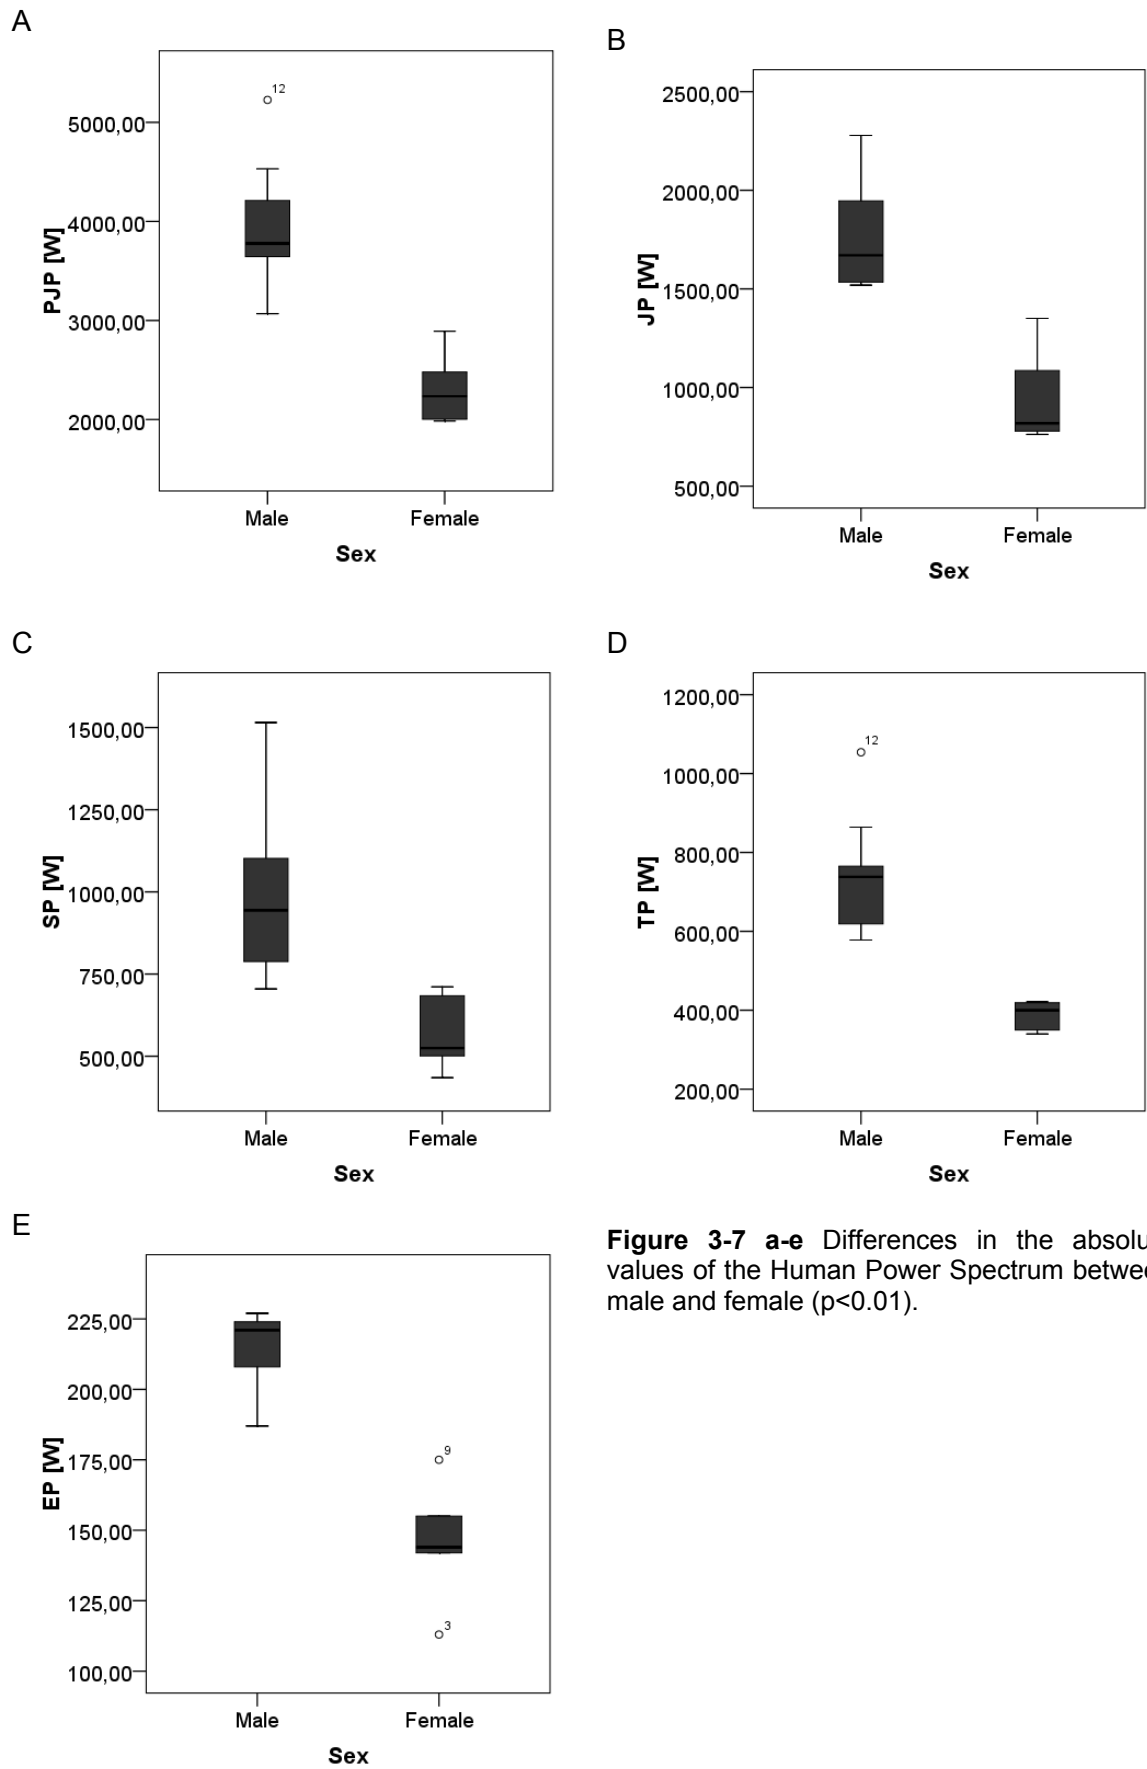 A
5000,00
4000,00
3000,00
2000,00
PJP [W]
12
Male
Female
Sex
B
2500,00
2000,00
1500,00
1000,00
500,00
JP [W]
Male
Female
Sex
C
1500,00
1250,00
1000,00
750,00
500,00
SP [W]
Male
Female
Sex
D
1200,00
1000,00
800,00
600,00
400,00
200,00
TP [W]
12
Male
Female
Sex
E
225,00
200,00
175,00
150,00
125,00
100,00
EP [W]
9
3
Male
Female
Sex
Figure 3-7 a-e Differences in the absolu
values of the Human Power Spectrum betwee
male and female (p<0.01).